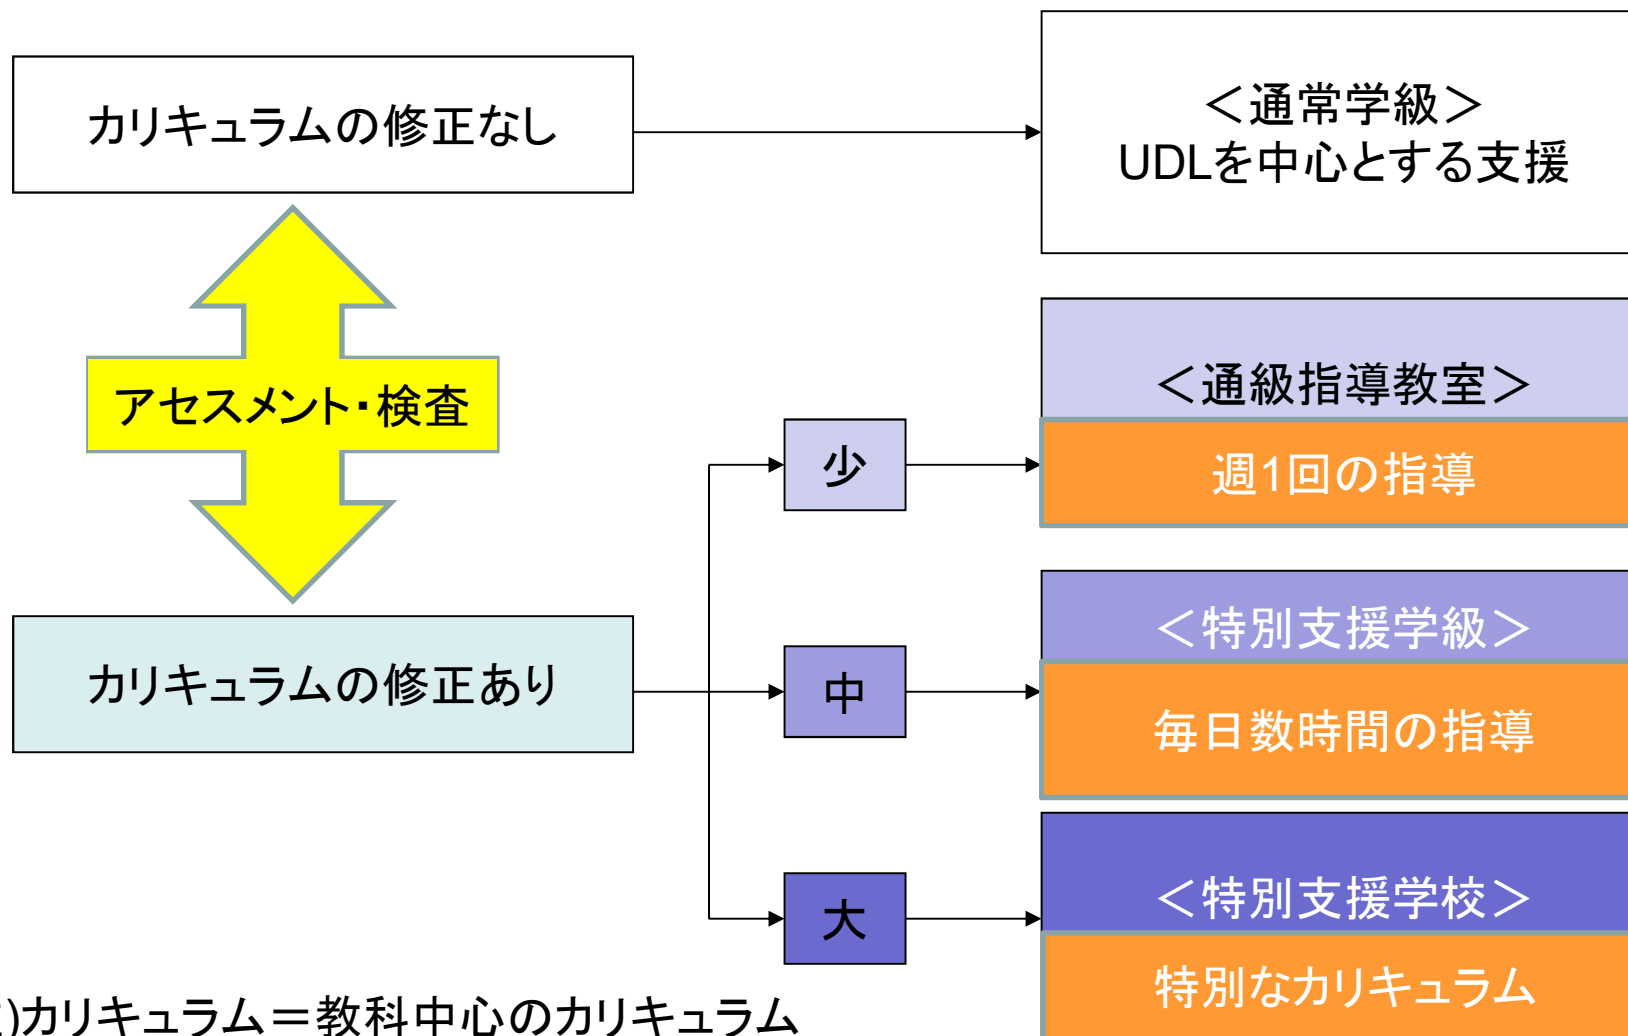 カリキュラムの修正なし
＜通常学級＞
UDLを中心とする支援
アセスメント・検査
＜通級指導教室＞
少
週1回の指導
＜特別支援学級＞
カリキュラムの修正あり
中
毎日数時間の指導
＜特別支援学校＞
大
特別なカリキュラム
)カリキュラム＝教科中心のカリキュラム